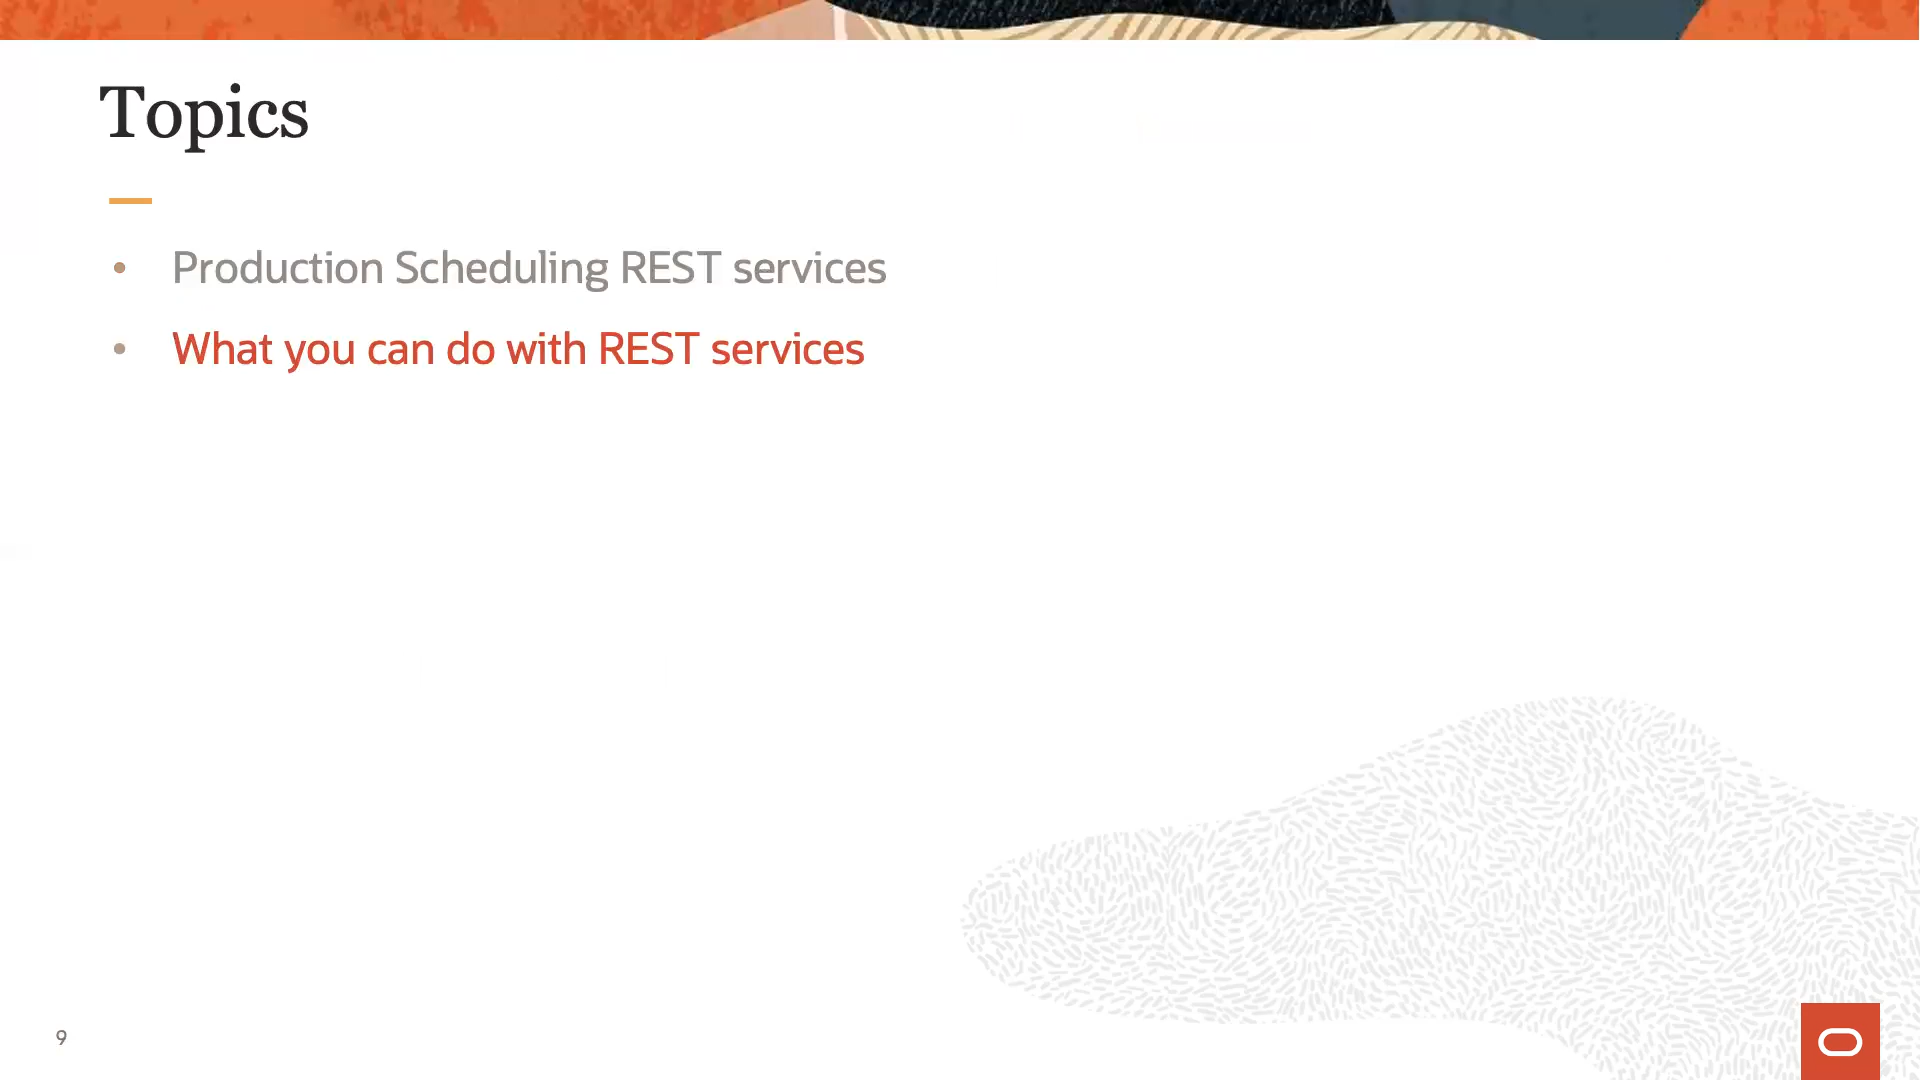 Topics
• Production Scheduling REST services
• What you can do with REST services
9